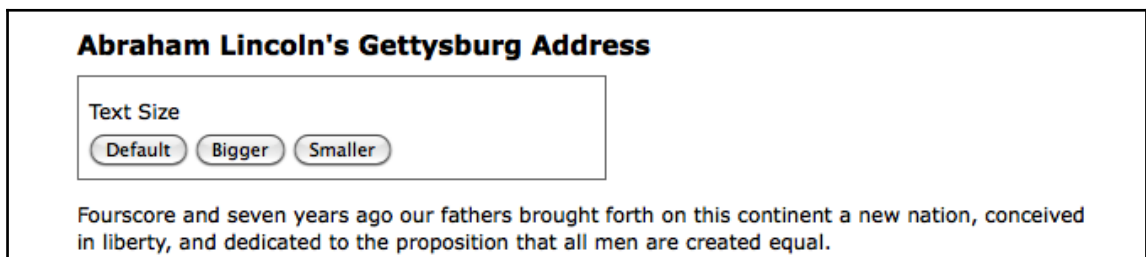 Abraham Lincoln's Gettysburg Address
Text Size
Default Bigger Smaller
Fourscore and seven years ago our fathers brought forth on this continent a new nation, conceived
in liberty, and dedicated to the proposition that all men are created equal.